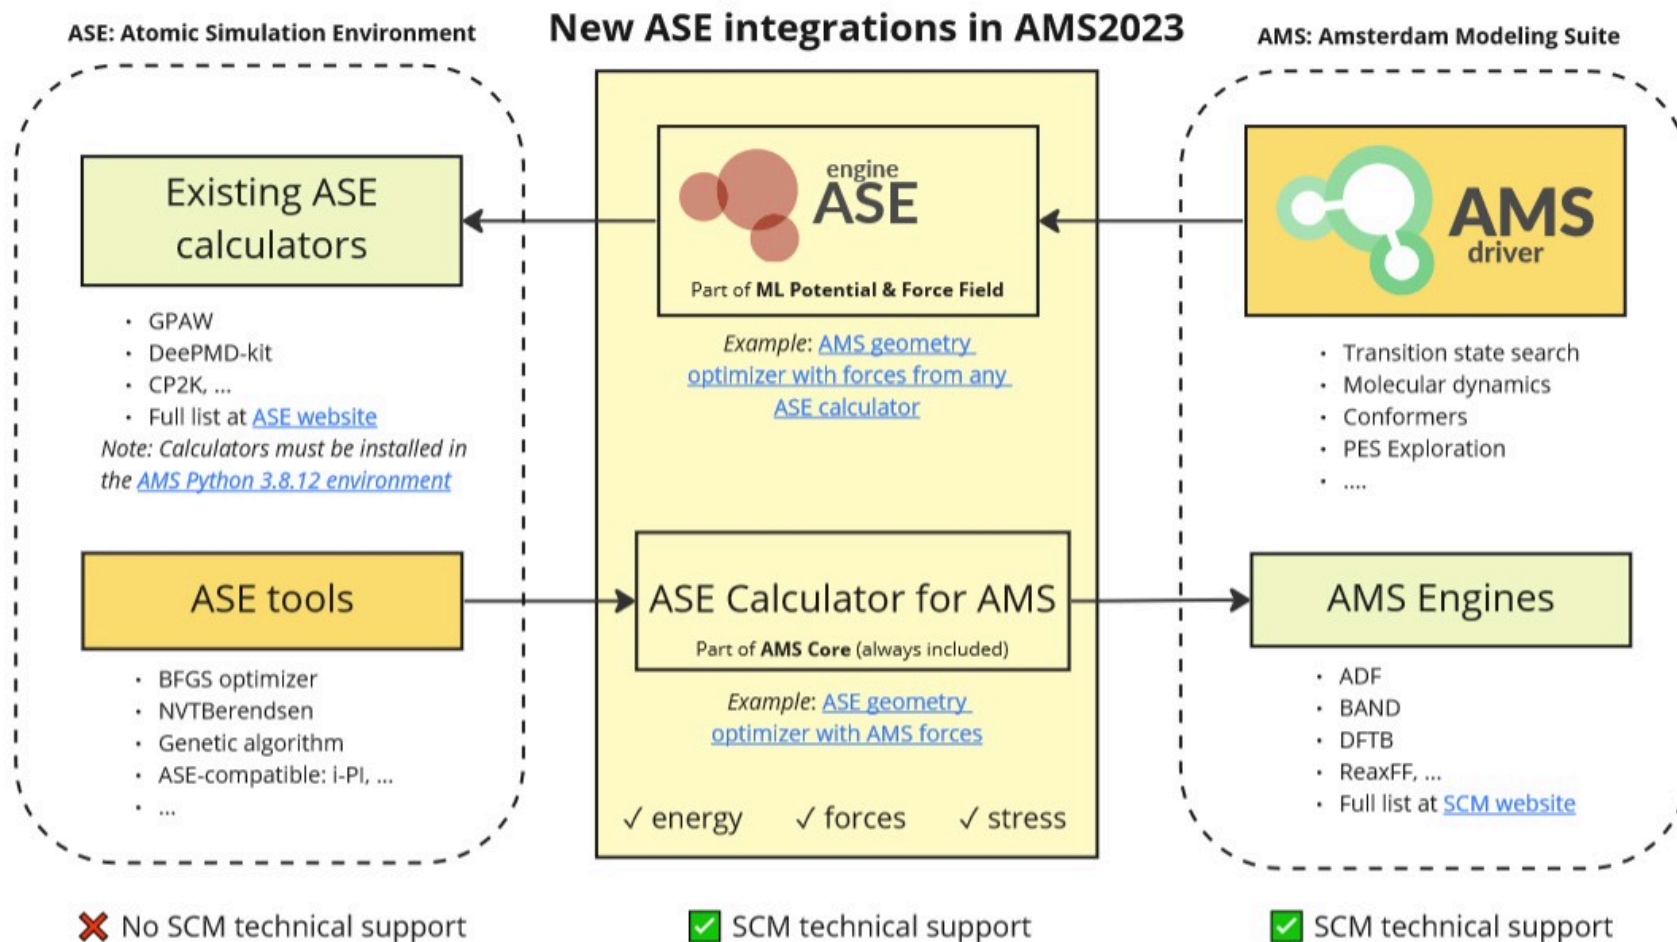 New ASE integrations in AMS2023
ASE: Atomic Simulation Environment
Existing ASE
calculators
· GPAW
· DeePMD-kit
· CP2K, ...
· Full list at ASE website
Note: Calculators must be installed in
the AMS Python 3.8.12 environment
ASE tools
· BFGS optimizer
· NVTBerendsen
· Genetic algorithm
· ASE-compatible: i-PI, ...
· ...
❌ No SCM technical support
engine
ASE
Part of ML Potential & Force Field
Example: AMS geometry
optimizer with forces from any
ASE calculator
ASE Calculator for AMS
Part of AMS Core (always included)
Example: ASE geometry
optimizer with AMS forces
✓ energy ✓ forces ✓ stress
✅ SCM technical support
AMS: Amsterdam Modeling Suite
AMS
driver
· Transition state search
· Molecular dynamics
· Conformers
· PES Exploration
· ....
AMS Engines
· ADF
· BAND
· DFTB
· ReaxFF, ...
· Full list at SCM website
✅ SCM technical support